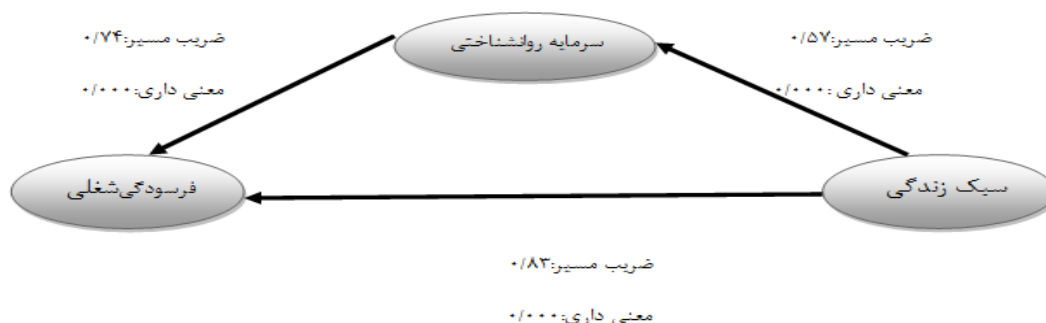 سرمایه روانشناختی
ضریب مسیر:۰/۵۷
معنی داری :۰/۰۰۰
ضریب مسیر:۰/۷۴
معنی داری:۰/۰۰۰
سبک زندگی
فرسودگی‌شغلی
ضریب مسیر:۰/۸۳
معنی داری:۰/۰۰۰